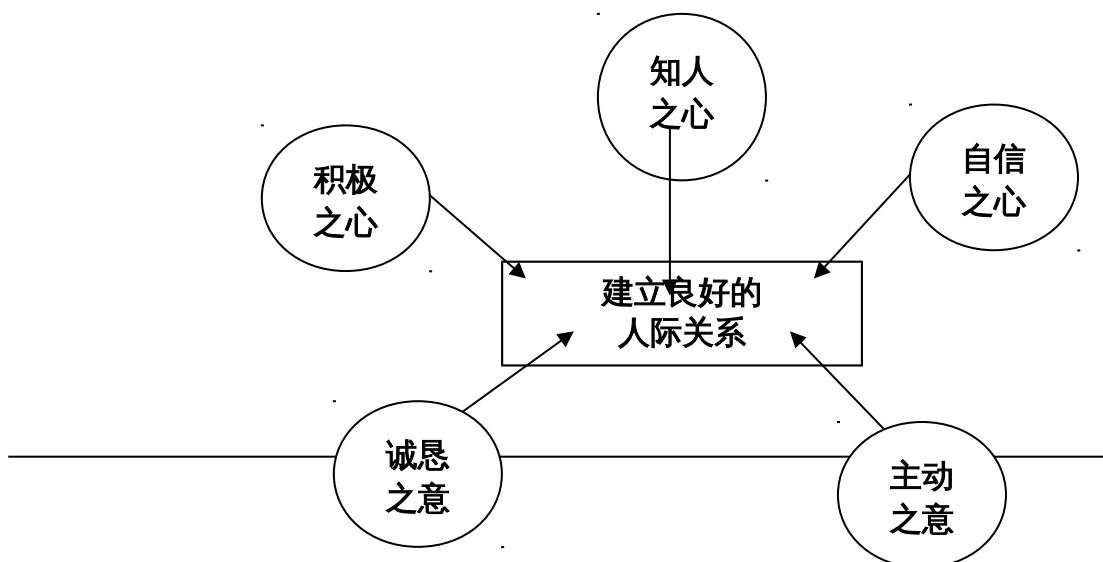 知人
之心
积极
之心
自信
之心
建立良好的
人际关系
诚恳
之意
主动
之意